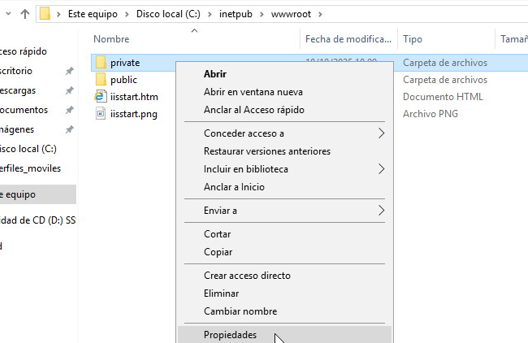 Este equipo > Disco local (C:) > inetpub > wwwroot >
Nombre Fecha de modifica... Tipo Tamañ
ceso rápido
scritorio
escargas
ocumentos
mágenes
isco local (C:)
erfiles_moviles
e equipo
idad de CD (D:) SS
d
private Carpeta de archivos
public Carpeta de archivos
iisstart.htm Documento HTML
iisstart.png Archivo PNG
Abrir
Abrir en ventana nueva
Anclar al Acceso rápido
Conceder acceso a
Restaurar versiones anteriores
Incluir en biblioteca
Anclar a Inicio
Enviar a
Cortar
Copiar
Crear acceso directo
Eliminar
Cambiar nombre
Propiedades